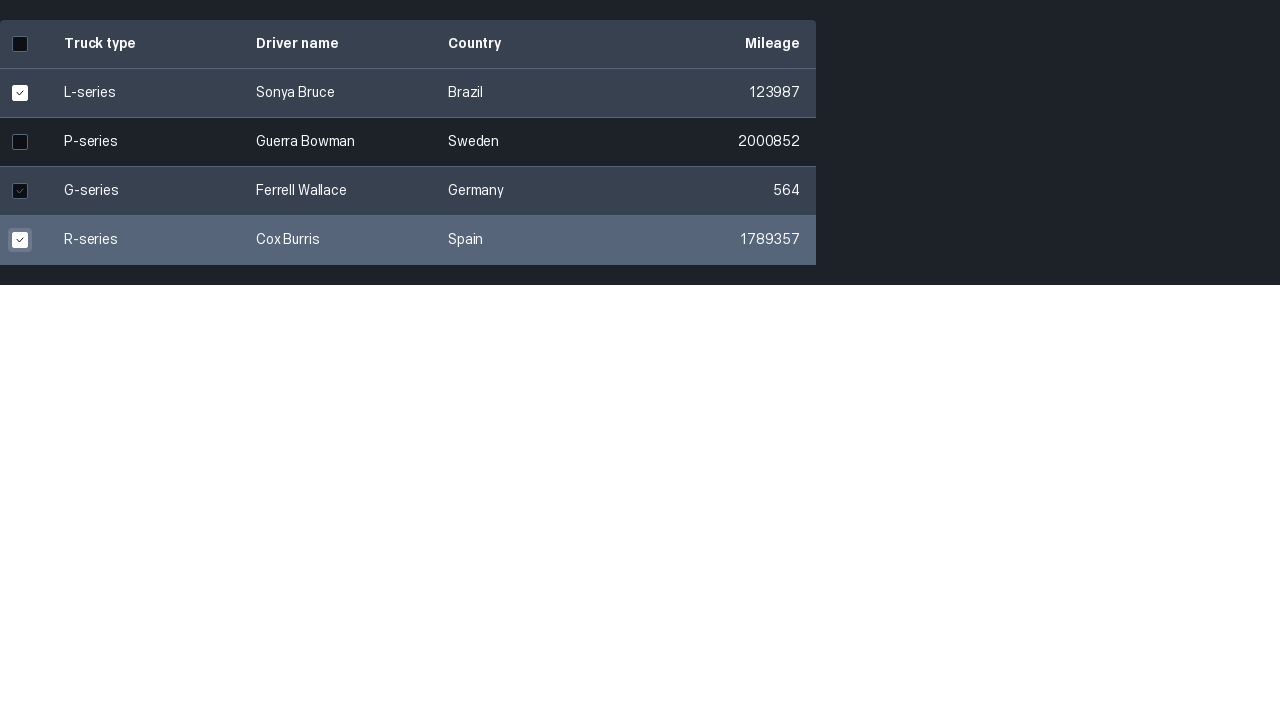 Truck type Driver name Country Mileage
L-series Sonya Bruce Brazil 123987
P-series Guerra Bowman Sweden 2000852
G-series Ferrell Wallace Germany 564
R-series Cox Burris Spain 1789357